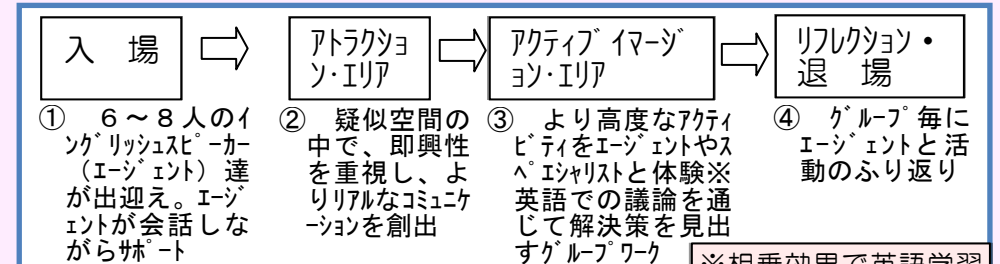 入　場
ｱﾄﾗｸｼｮ
ﾝ･ｴﾘｱ
ｱｸﾃｨﾌﾞ ｲﾏｰｼﾞ
ｮﾝ･ｴﾘｱ
ﾘﾌﾚｸｼｮﾝ・
退　場
①　６～８人のｲ
ﾝｸﾞﾘｯｼｭｽﾋﾟｰｶｰ
（ｴｰｼﾞｪﾝﾄ）達
が出迎え。ｴｰｼﾞ
ｪﾝﾄが会話しな
がらｻﾎﾟｰﾄ
②　疑似空間の
中で、即興性
を重視し、よ
りﾘｱﾙなｺﾐｭﾆｹ
ｰｼｮﾝを創出
③　より高度なｱｸﾃｨ
ﾋﾞﾃｨをｴｰｼﾞｪﾝﾄやｽ
ﾍﾟｼｬﾘｽﾄと体験※
英語での議論を通
じて解決策を見出
すｸﾞﾙｰﾌﾟﾜｰｸ
④　ｸﾞﾙｰﾌﾟ毎に
ｴｰｼﾞｪﾝﾄと活
動のふり返り
※相乗効果で英語学習